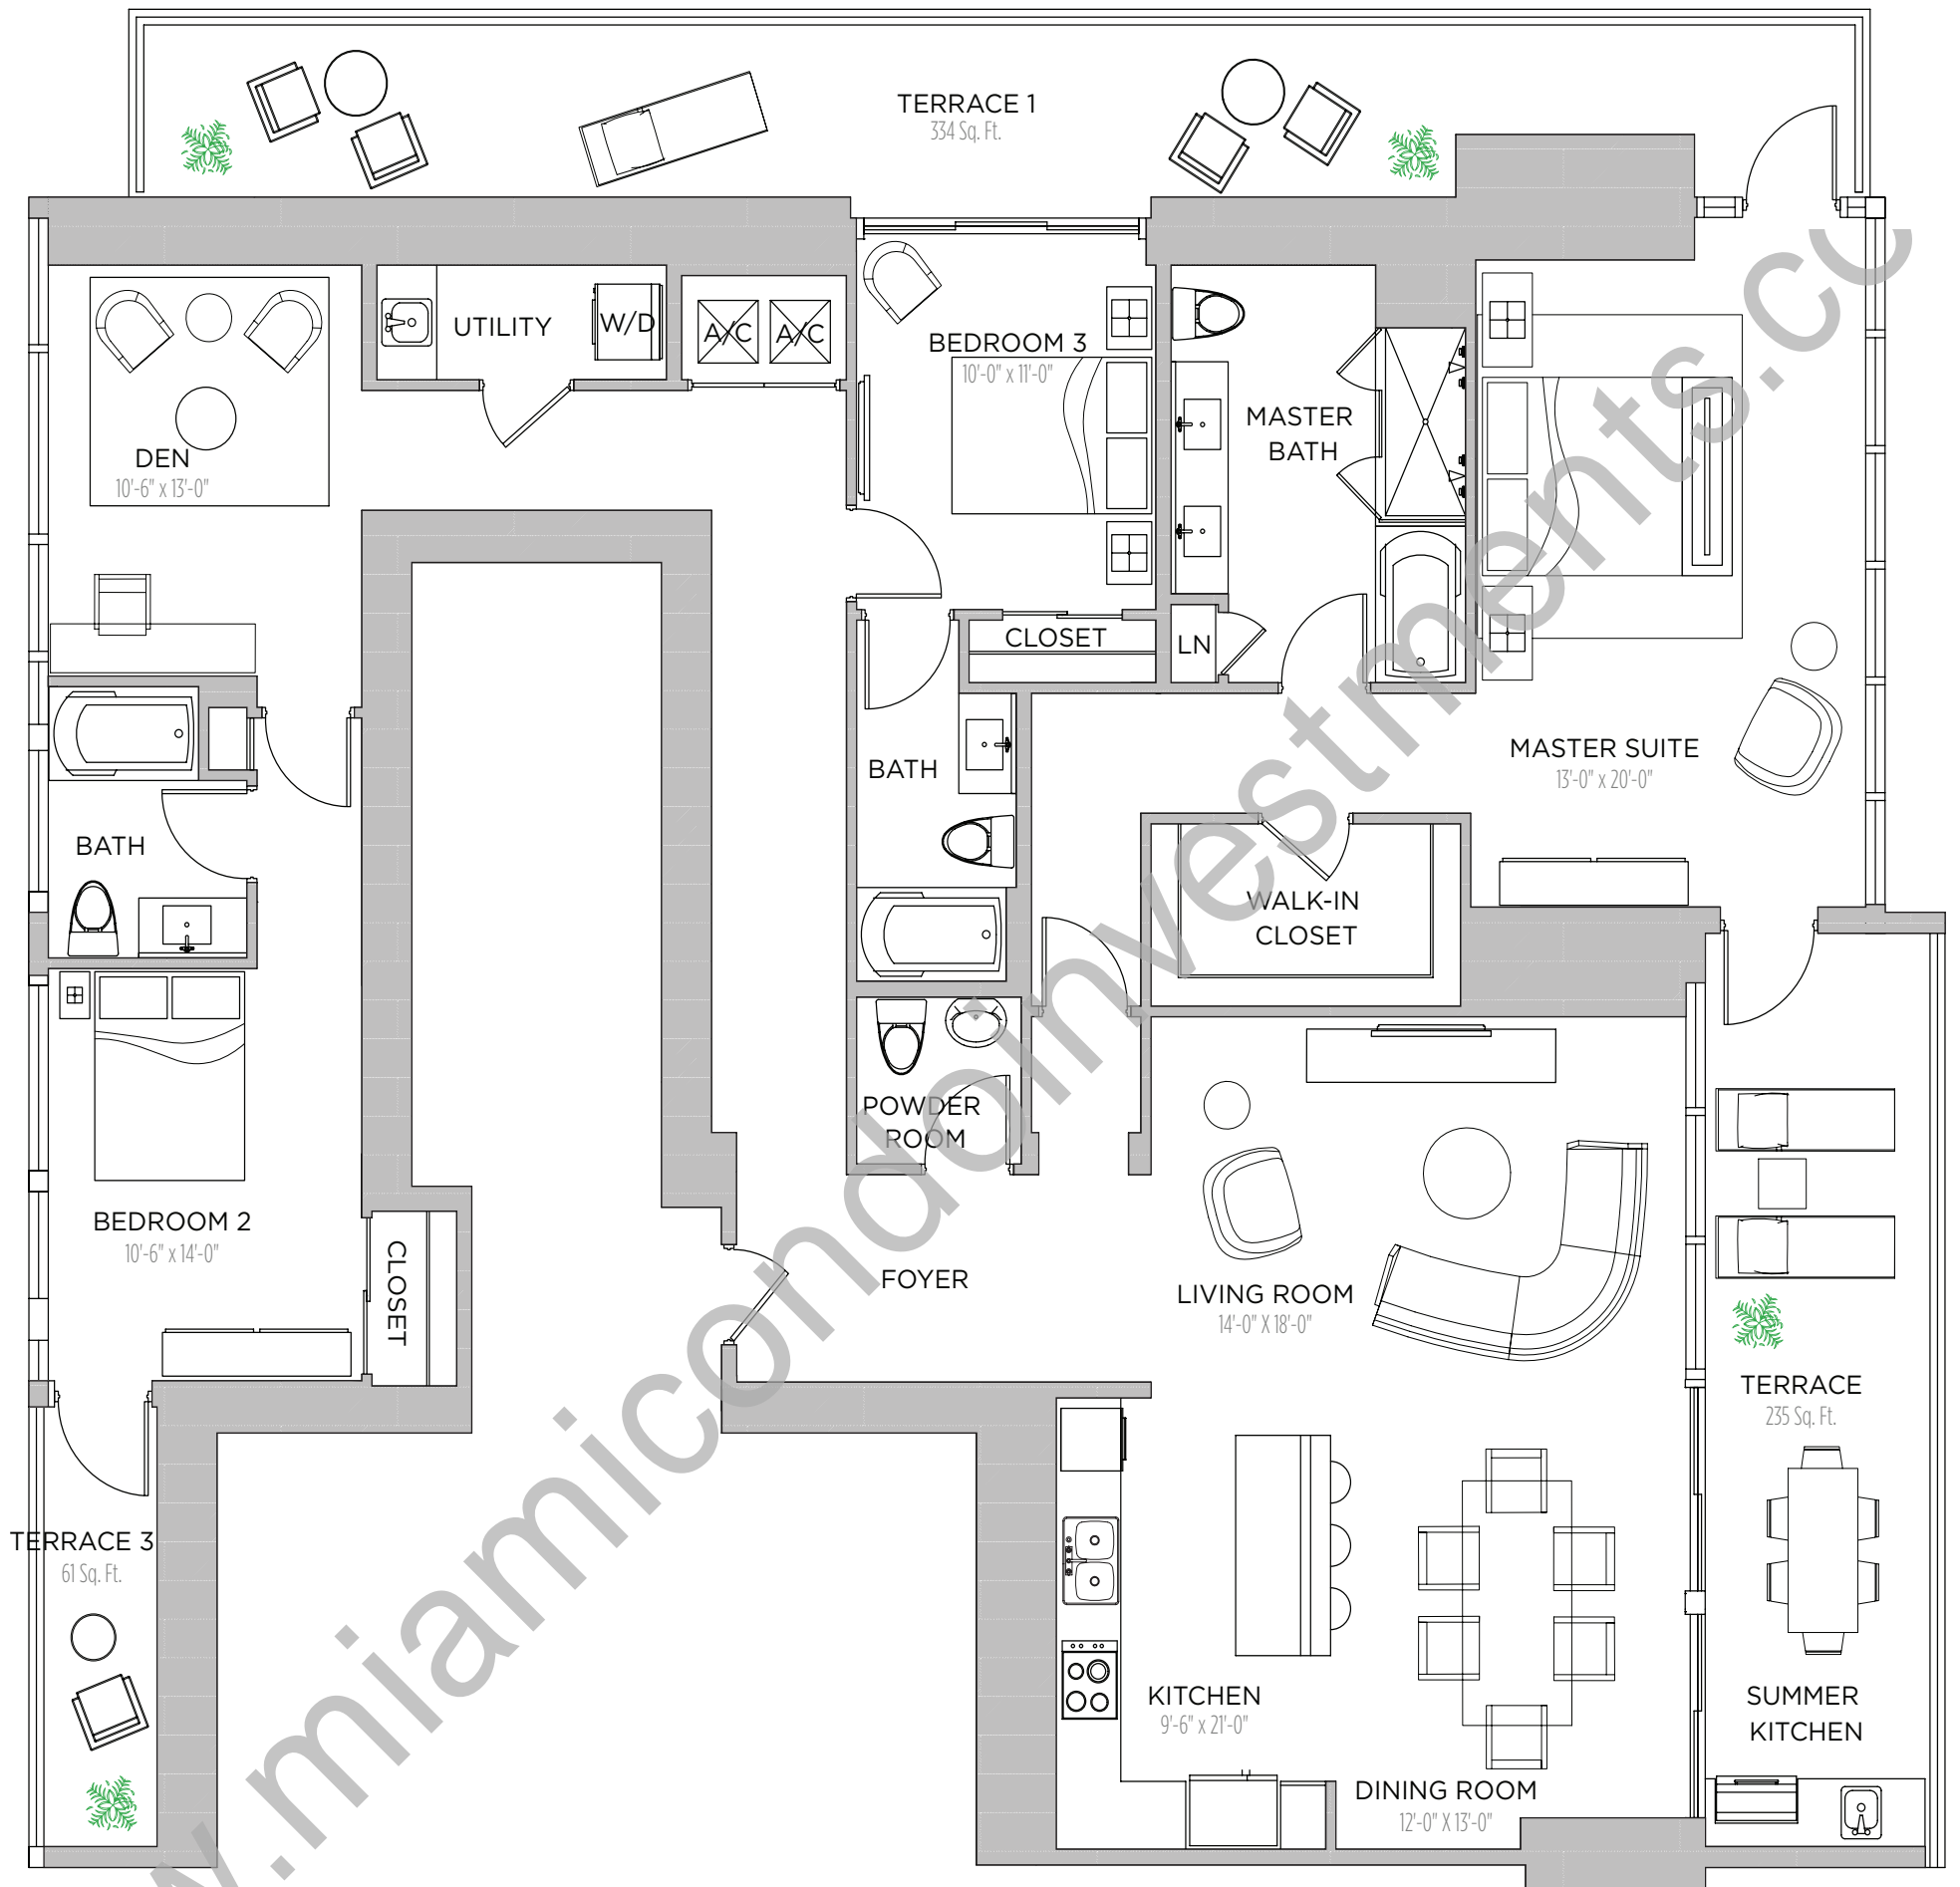 TERRACE 1
334 Sq. Ft.
UTILITY
W/D
A/C
A/C
BEDROOM 3
10'-0" x 11'-0"
MASTER
BATH
DEN
10'-6" x 13'-0"
CLOSET
LN
MASTER SUITE
13'-0" x 20'-0"
BATH
BATH
WALK-IN
CLOSET
POWDER
ROOM
BEDROOM 2
10'-6" x 14'-0"
CLOSET
FOYER
LIVING ROOM
14'-0" X 18'-0"
TERRACE
235 Sq. Ft.
TERRACE 3
61 Sq. Ft.
KITCHEN
9'-6" x 21'-0"
SUMMER
KITCHEN
DINING ROOM
12'-0" X 13'-0"
w.miamicondoinvestments.co